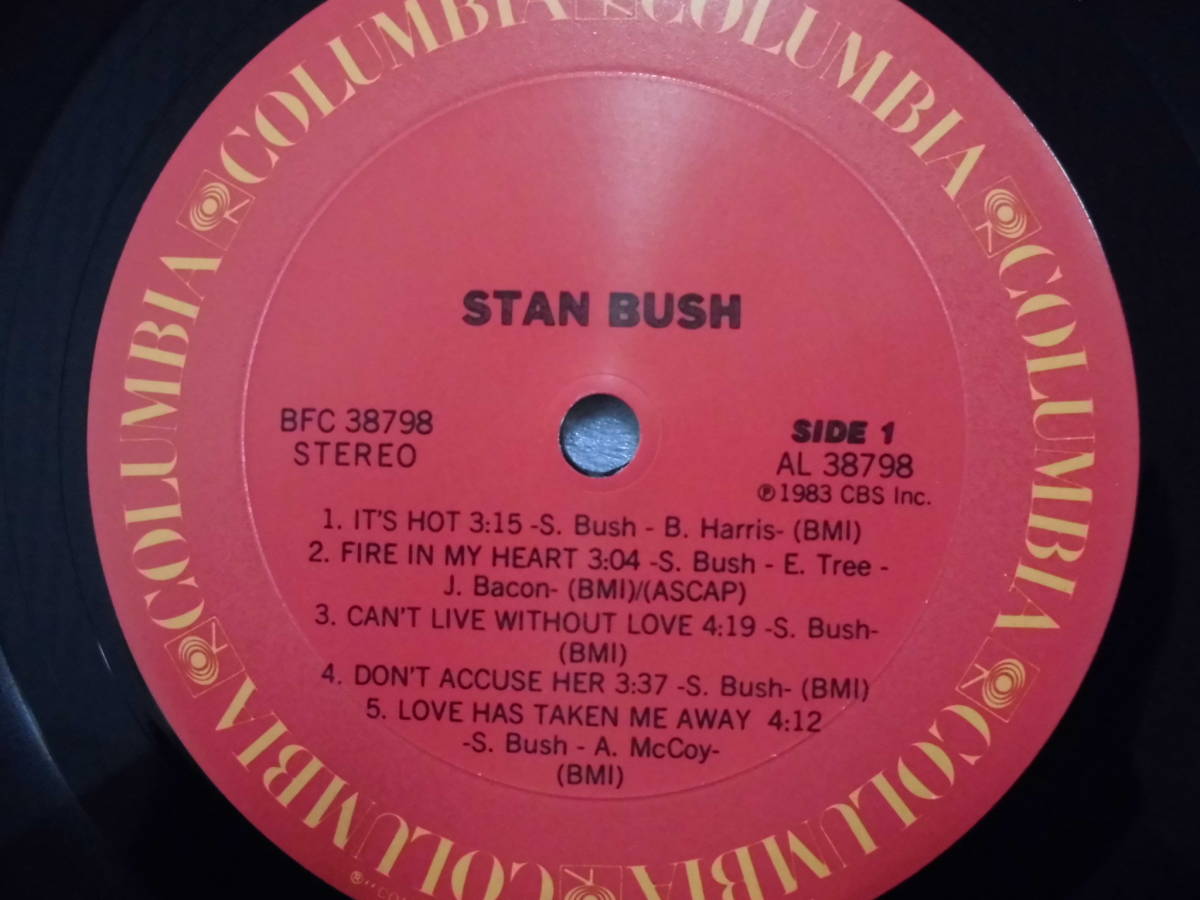 COLUMBIA COLUMBIA COLUMBIA COLUMBIA COLUMBIA COLUMBIA COLUMBIA COLUMBIA
STAN BUSH
BFC 38798
STEREO
SIDE 1
AL 38798
℗ 1983 CBS Inc.
1. IT'S HOT 3:15 -S. Bush - B. Harris- (BMI)
2. FIRE IN MY HEART 3:04 -S. Bush - E. Tree -
J. Bacon- (BMI)/(ASCAP)
3. CAN'T LIVE WITHOUT LOVE 4:19 -S. Bush-
(BMI)
4. DON'T ACCUSE HER 3:37 -S. Bush- (BMI)
5. LOVE HAS TAKEN ME AWAY 4:12
-S. Bush - A. McCoy-
(BMI)